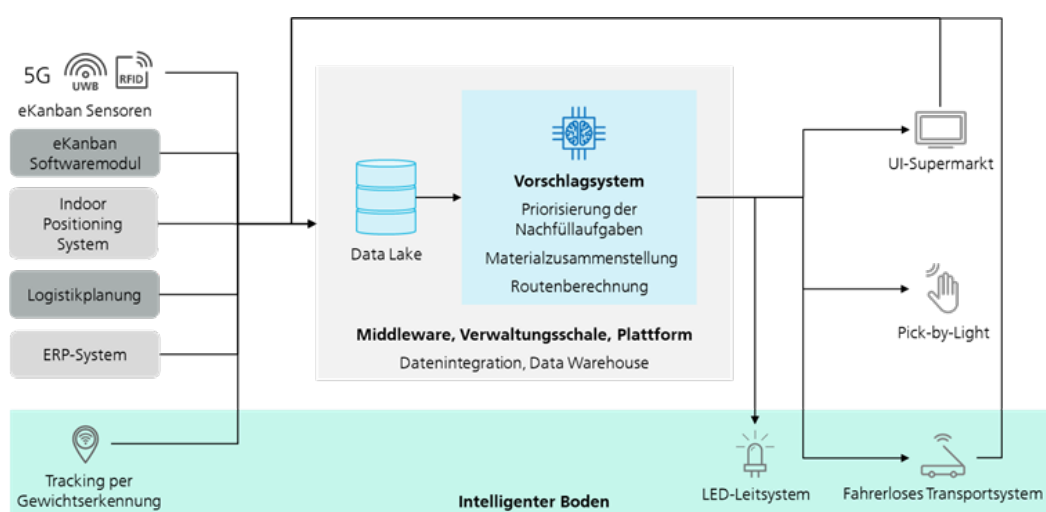 5G
UWB
RFID
eKanban Sensoren
eKanban
Softwaremodul
Indoor
Positioning
System
Logistikplanung
ERP-System
Tracking per
Gewichtserkennung
Data Lake
Vorschlagsystem
Priorisierung der
Nachfüllaufgaben
Materialzusammenstellung
Routenberechnung
Middleware, Verwaltungsschale, Plattform
Datenintegration, Data Warehouse
UI-Supermarkt
Pick-by-Light
LED-Leitsystem
Fahrerloses Transportsystem
Intelligenter Boden